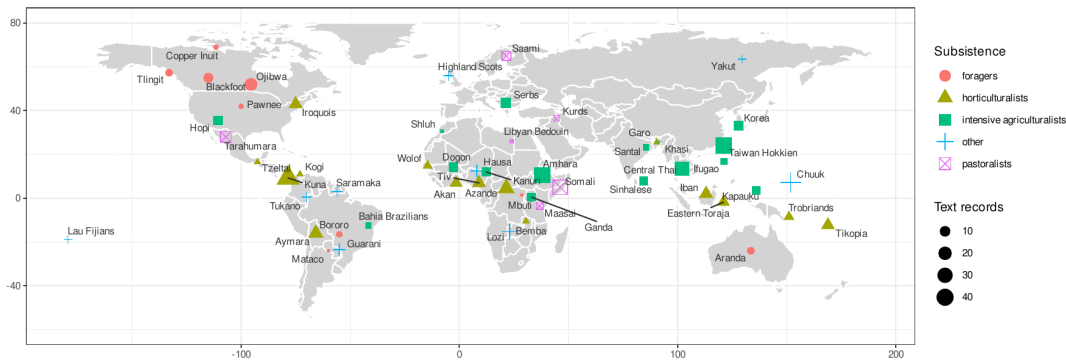 80
40
0
-40
-100
0
100
200
Copper Inuit
Tlingit
Blackfoot
Ojibwa
Pawnee
Iroquois
Hopi
Tarahumara
Tzeltal
Kogi
Kuna
Saramaka
Tukano
Bahia Brazilians
Bororo
Aymara
Guarani
Mataco
Lau Fijians
Saami
Highland Scots
Serbs
Kurds
Shluh
Libyan Bedouin
Wolof
Dogon
Hausa
Amhara
Tiv
Kanuri
Somali
Akan
Azande
Mbuti
Maasai
Ganda
Lozi
Bemba
Yakut
Korea
Garo
Khasi
Santal
Taiwan Hokkien
Central Thai
Ifugao
Sinhalese
Iban
Kapauku
Chuuk
Eastern Toraja
Trobriands
Tikopia
Aranda
Subsistence
foragers
horticulturalists
intensive agriculturalists
other
pastoralists
Text records
10
20
30
40